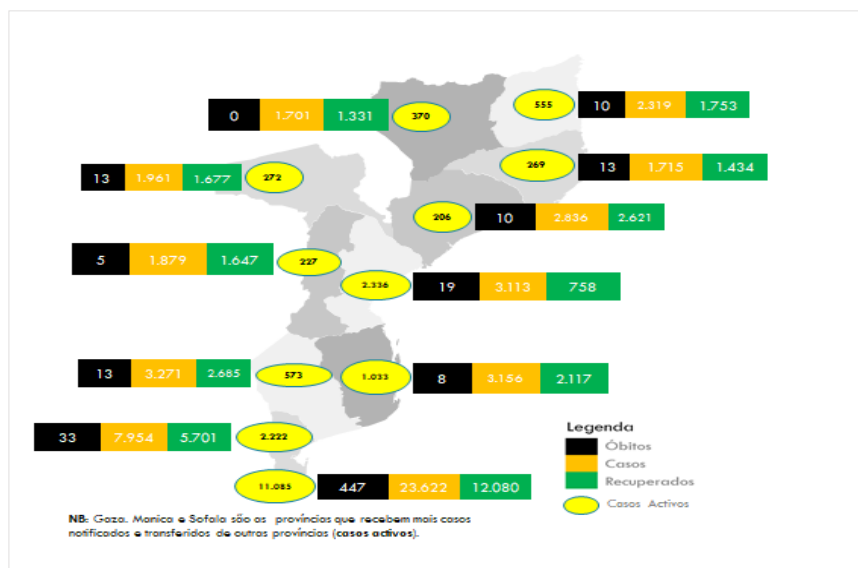 555 10 2.319 1.753
0 1.701 1.331 370
269 13 1.715 1.434
13 1.961 1.677 272
206 10 2.836 2.621
5 1.879 1.647 227
2.336 19 3.113 758
13 3.271 2.685 573
1.033 8 3.156 2.117
33 7.954 5.701 2.222
11.085 447 23.622 12.080
Legenda
Óbitos
Casos
Recuperados
Casos Activos
NB: Gaza. Manica e Sofala são as províncias que recebem mais casos
notificados e transferidos de outras províncias (casos activos).